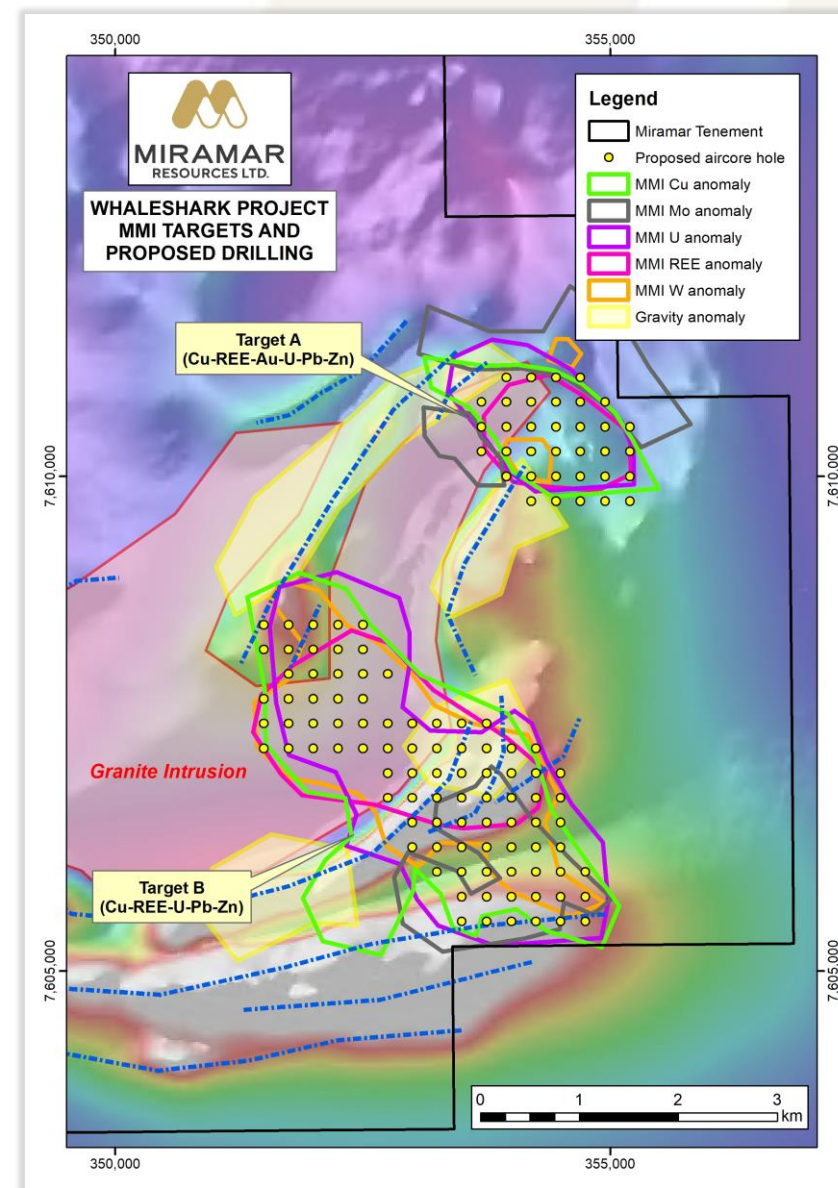 350,000
355,000
MIRAMAR
RESOURCES LTD.
WHALESHARK PROJECT
MMI TARGETS AND
PROPOSED DRILLING
Legend
Miramar Tenement
Proposed aircore hole
MMI Cu anomaly
MMI Mo anomaly
MMI U anomaly
MMI REE anomaly
MMI W anomaly
Gravity anomaly
Target A
(Cu-REE-Au-U-Pb-Zn)
7,610,000
7,610,000
Granite Intrusion
Target B
(Cu-REE-U-Pb-Zn)
7,605,000
7,605,000
0 1 2 3
km
350,000
355,000